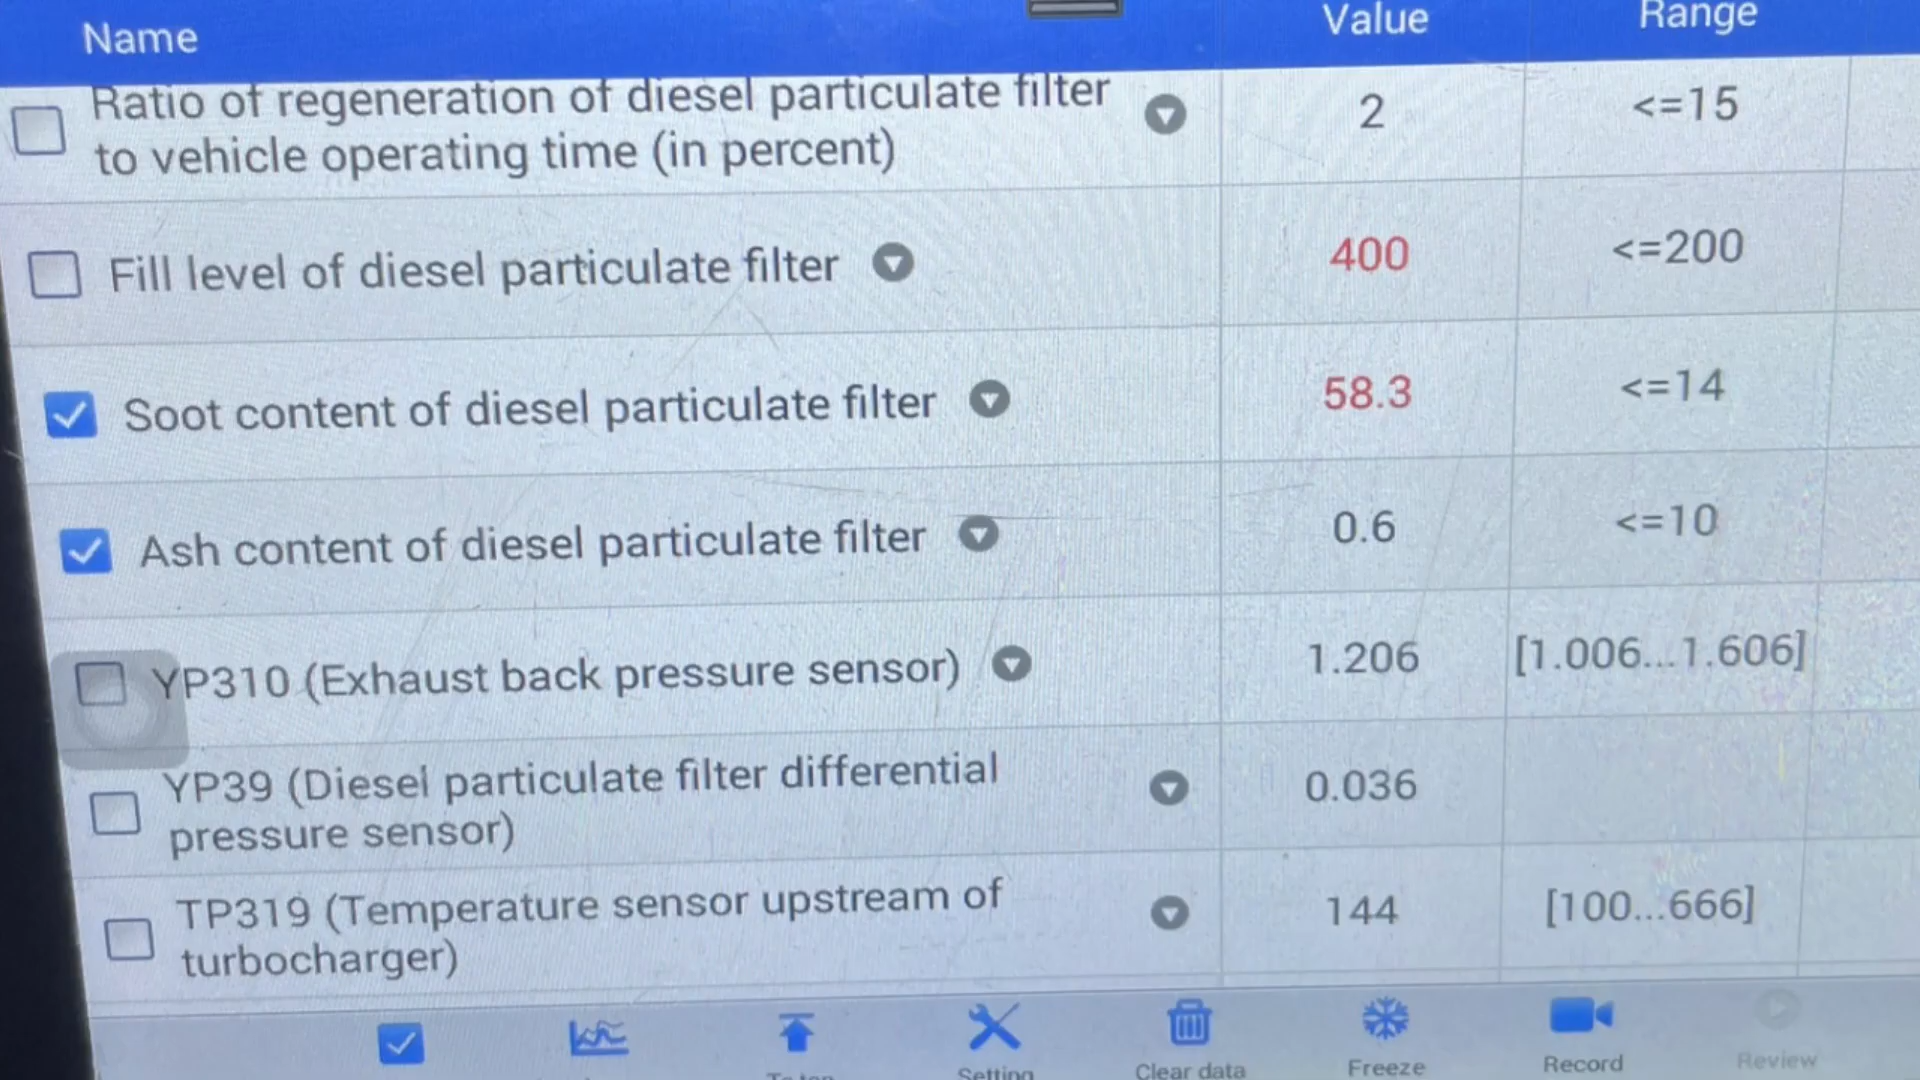 Name Value Range
Ratio of regeneration of diesel particulate filter
to vehicle operating time (in percent) 2 <=15
Fill level of diesel particulate filter 400 <=200
Soot content of diesel particulate filter 58.3 <=14
Ash content of diesel particulate filter 0.6 <=10
YP310 (Exhaust back pressure sensor) 1.206 [1.006...1.606]
YP39 (Diesel particulate filter differential
pressure sensor) 0.036
TP319 (Temperature sensor upstream of
turbocharger) 144 [100...666]
Setting Clear data Freeze Record Review